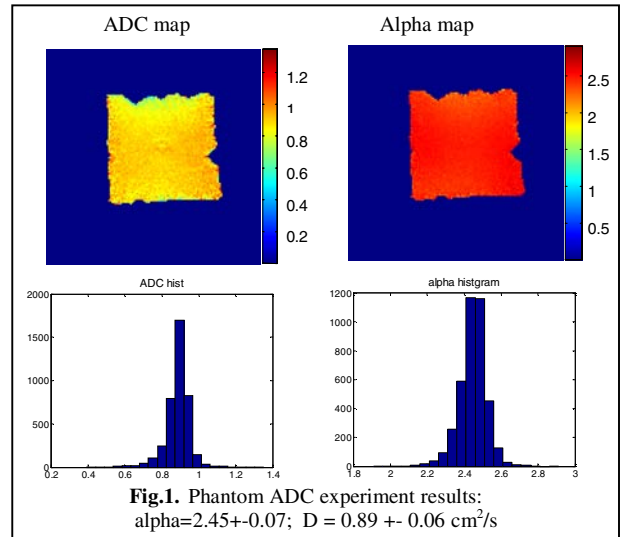 ADC map
Alpha map
1.2
1
0.8
0.6
0.4
0.2
2.5
2
1.5
1
0.5
ADC hist
2000
1500
1000
500
0
0.2 0.4 0.6 0.8 1 1.2 1.4
alpha histgram
1200
1000
800
600
400
200
0
1.8 2 2.2 2.4 2.6 2.8 3
Fig.1. Phantom ADC experiment results:
alpha=2.45+-0.07; D = 0.89 +- 0.06 cm²/s